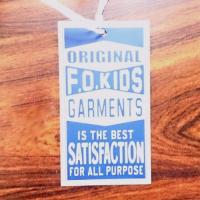 ORIGINAL
F.O.KIDS
GARMENTS
IS THE BEST
SATISFACTION
FOR ALL PURPOSE